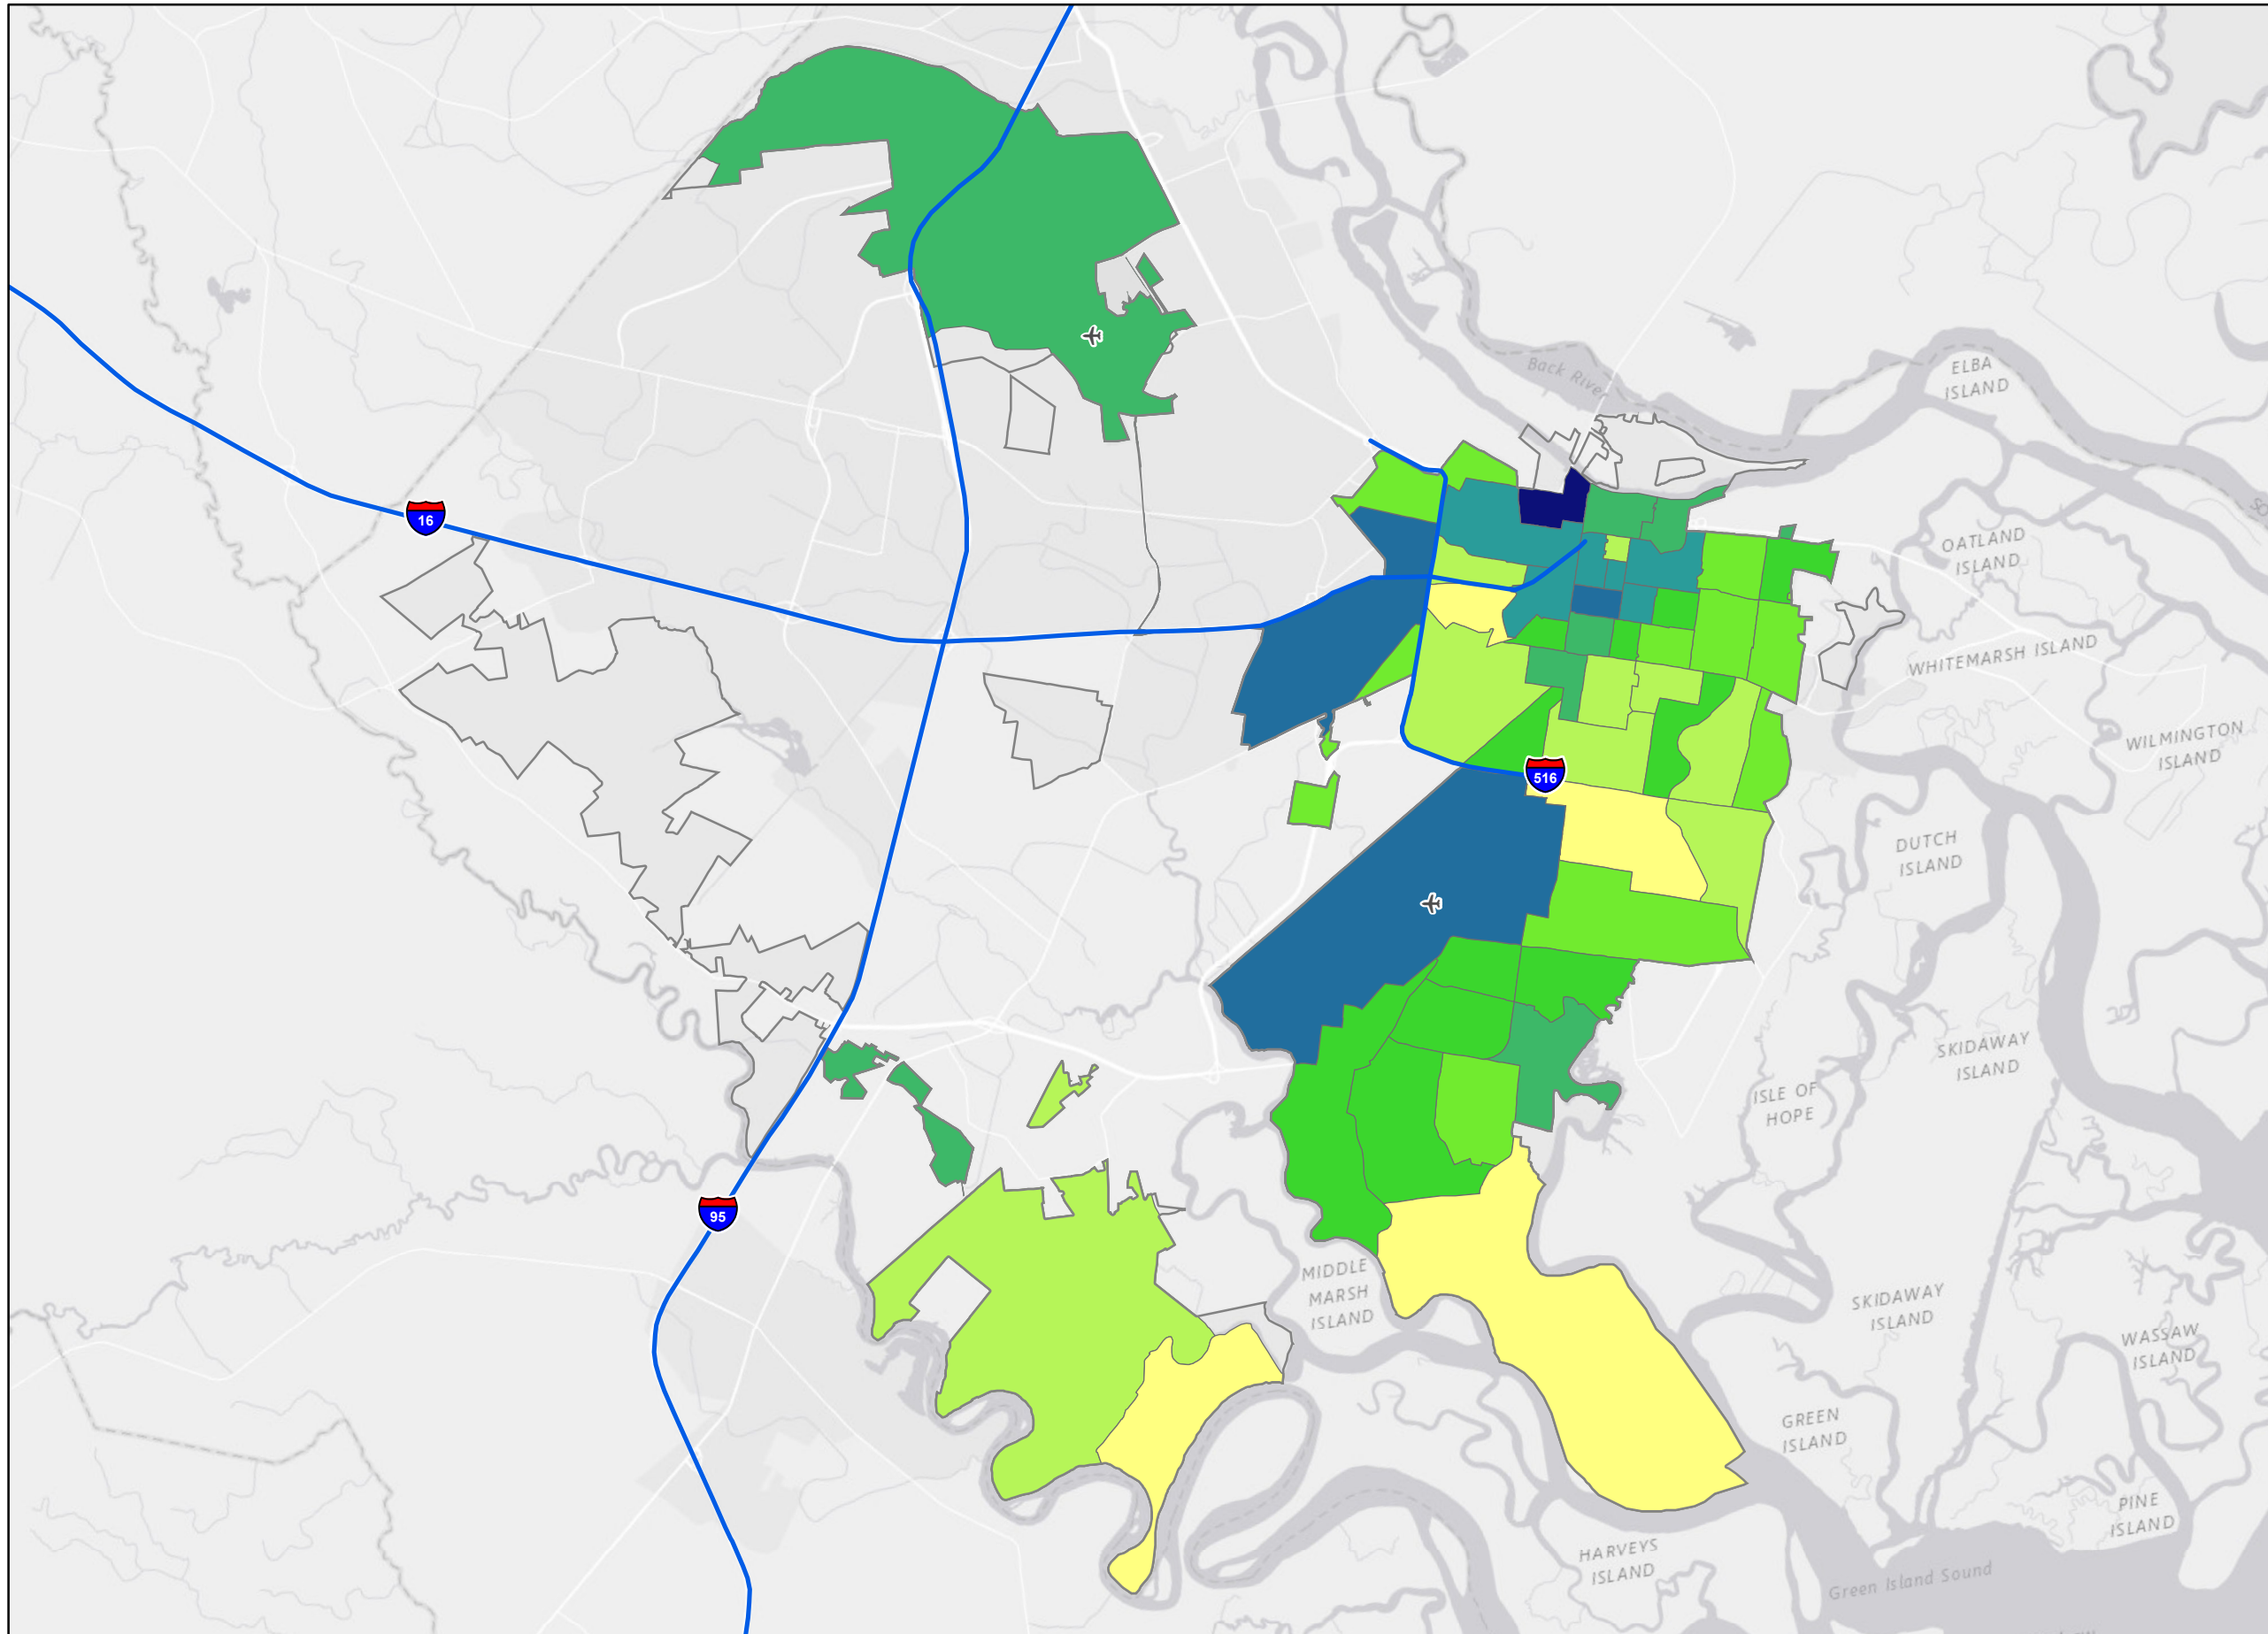 Back River
ELBA
ISLAND
16
OATLAND
ISLAND
WHITEMARSH ISLAND
WILMINGTON
ISLAND
516
DUTCH
ISLAND
SKIDAWAY
ISLAND
ISLE OF
HOPE
95
MIDDLE
MARSH
ISLAND
SKIDAWAY
ISLAND
WASSAW
ISLAND
GREEN
ISLAND
PINE
ISLAND
HARVEYS
ISLAND
Green Island Sound